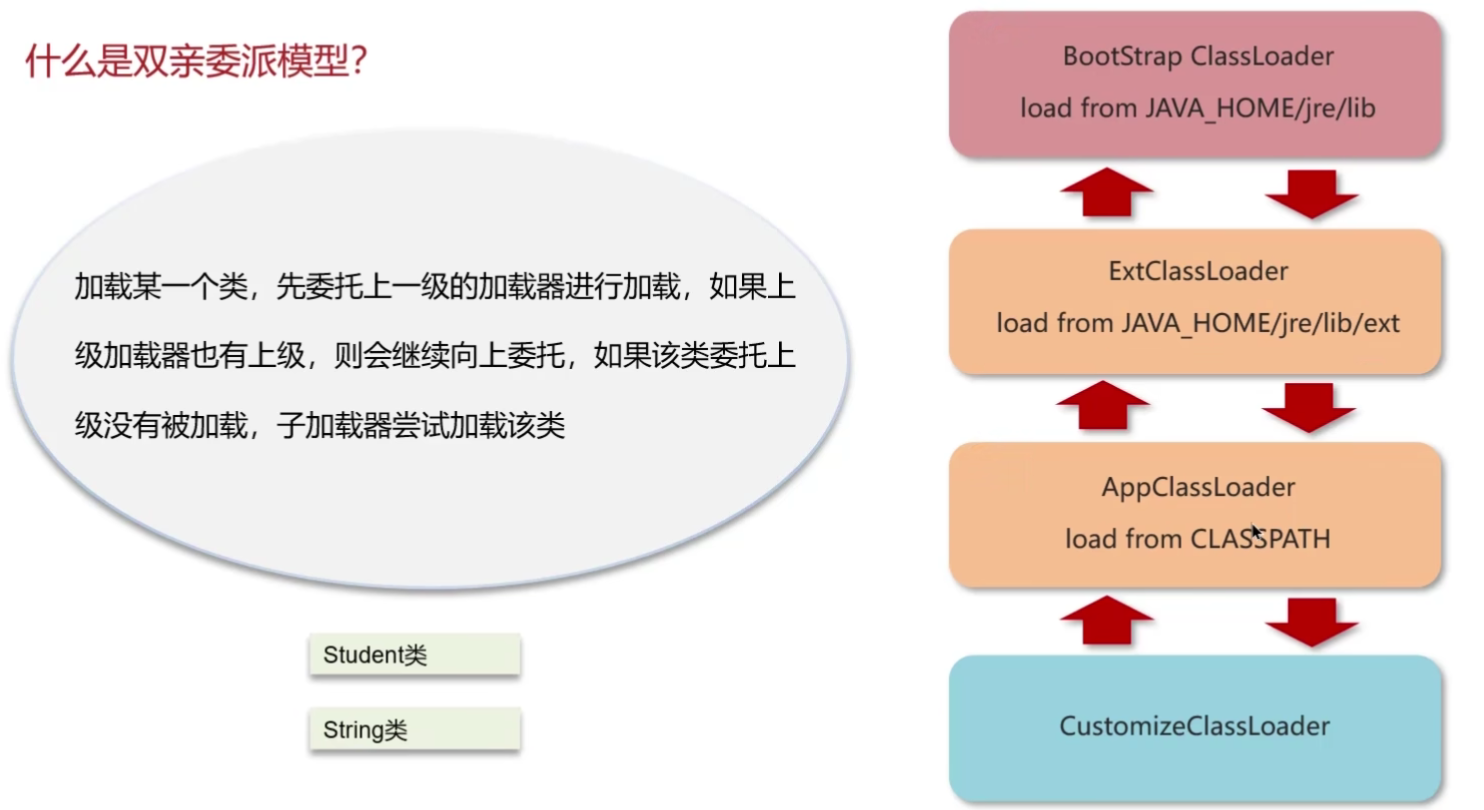 什么是双亲委派模型？
加载某一个类，先委托上一级的加载器进行加载，如果上
级加载器也有上级，则会继续向上委托，如果该类委托上
级没有被加载，子加载器尝试加载该类
Student类
String类
BootStrap ClassLoader
load from JAVA_HOME/jre/lib
ExtClassLoader
load from JAVA_HOME/jre/lib/ext
AppClassLoader
load from CLASSPATH
CustomizeClassLoader